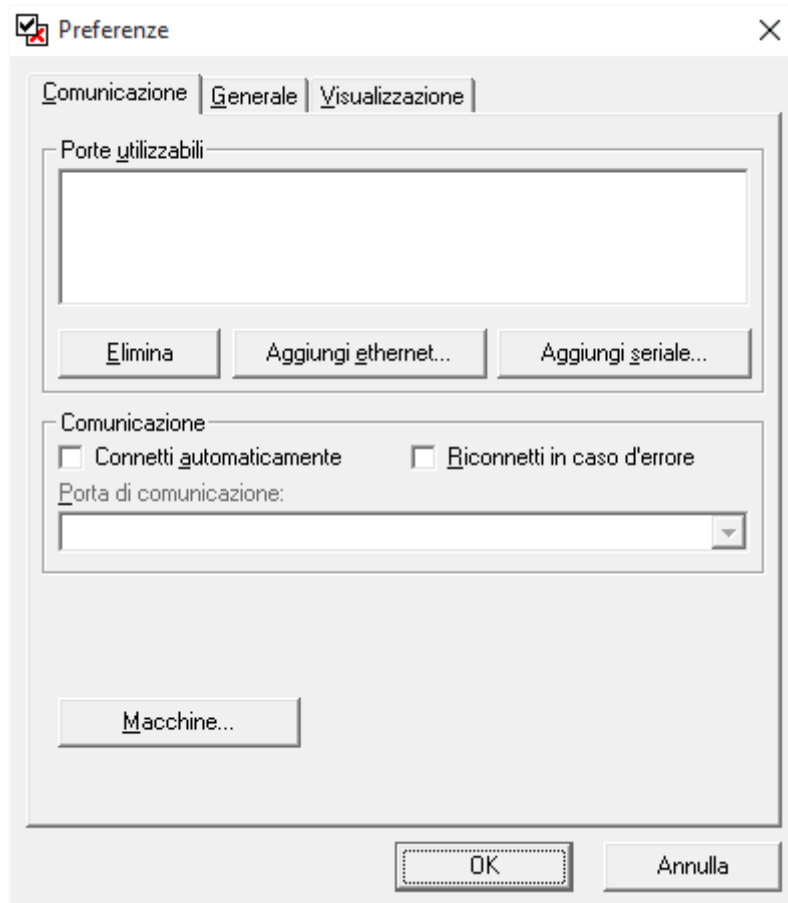 Preferenze
Comunicazione Generale Visualizzazione
Porte utilizzabili
Elimina Aggiungi ethernet... Aggiungi seriale...
Comunicazione
Connetti automaticamente Riconnetti in caso d'errore
Porta di comunicazione:
Macchine...
OK Annulla